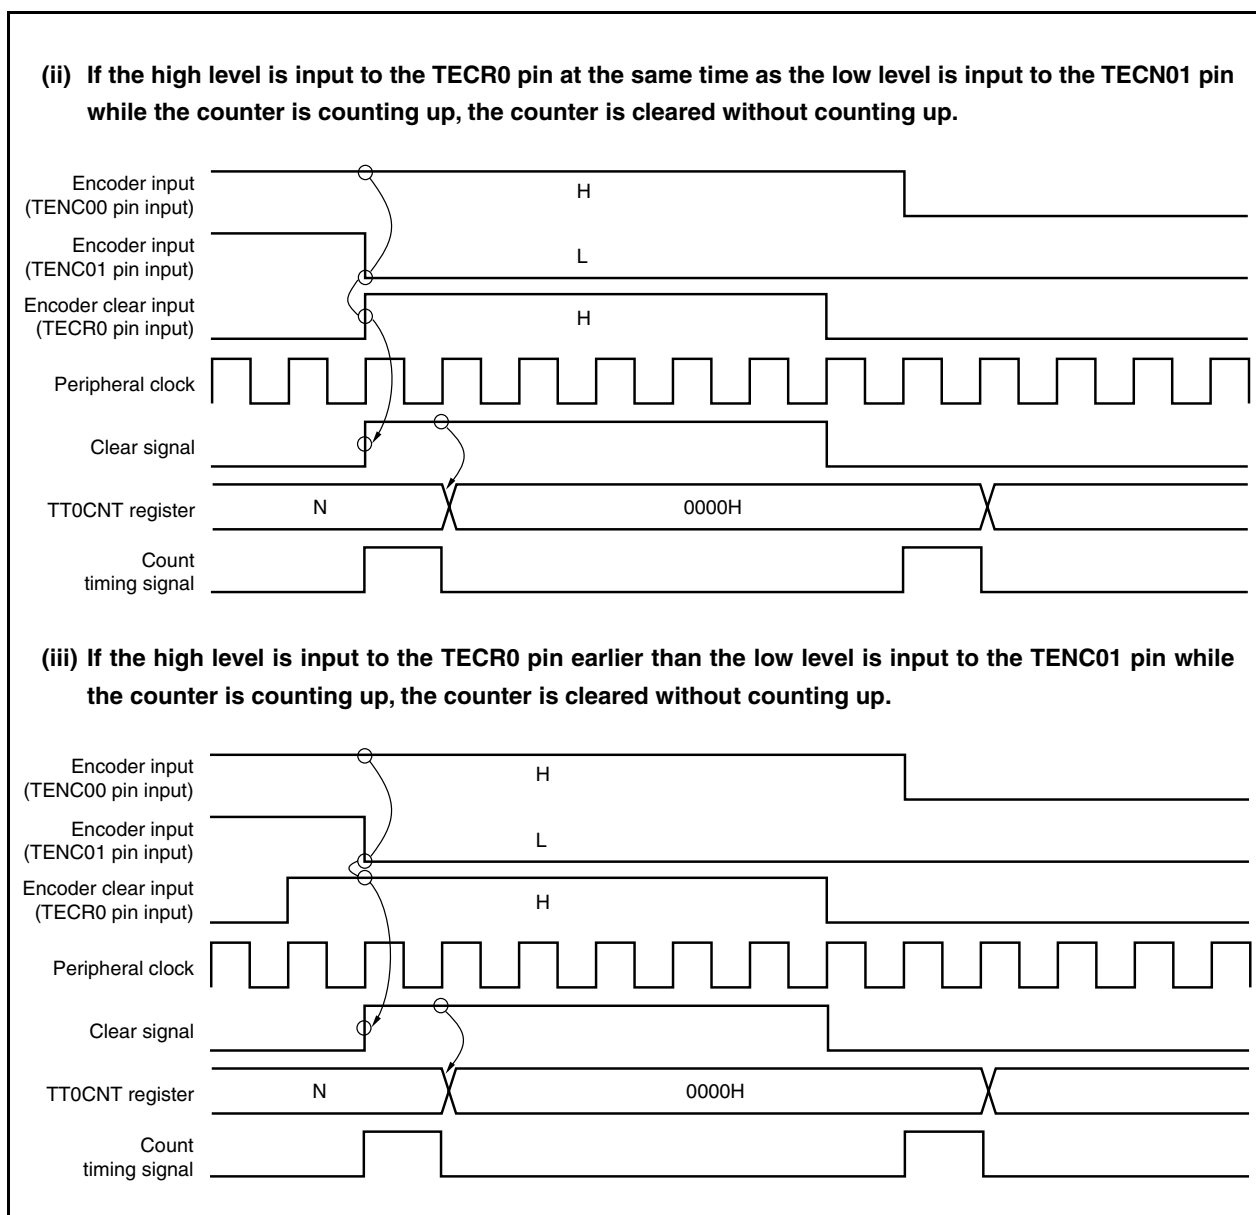 (ii) If the high level is input to the TECR0 pin at the same time as the low level is input to the TECN01 pin
while the counter is counting up, the counter is cleared without counting up.
Encoder input
(TENC00 pin input)
H
Encoder input
(TENC01 pin input)
L
Encoder clear input
(TECR0 pin input)
H
Peripheral clock
Clear signal
TT0CNT register
N
0000H
Count
timing signal
(iii) If the high level is input to the TECR0 pin earlier than the low level is input to the TENC01 pin while
the counter is counting up, the counter is cleared without counting up.
Encoder input
(TENC00 pin input)
H
Encoder input
(TENC01 pin input)
L
Encoder clear input
(TECR0 pin input)
H
Peripheral clock
Clear signal
TT0CNT register
N
0000H
Count
timing signal